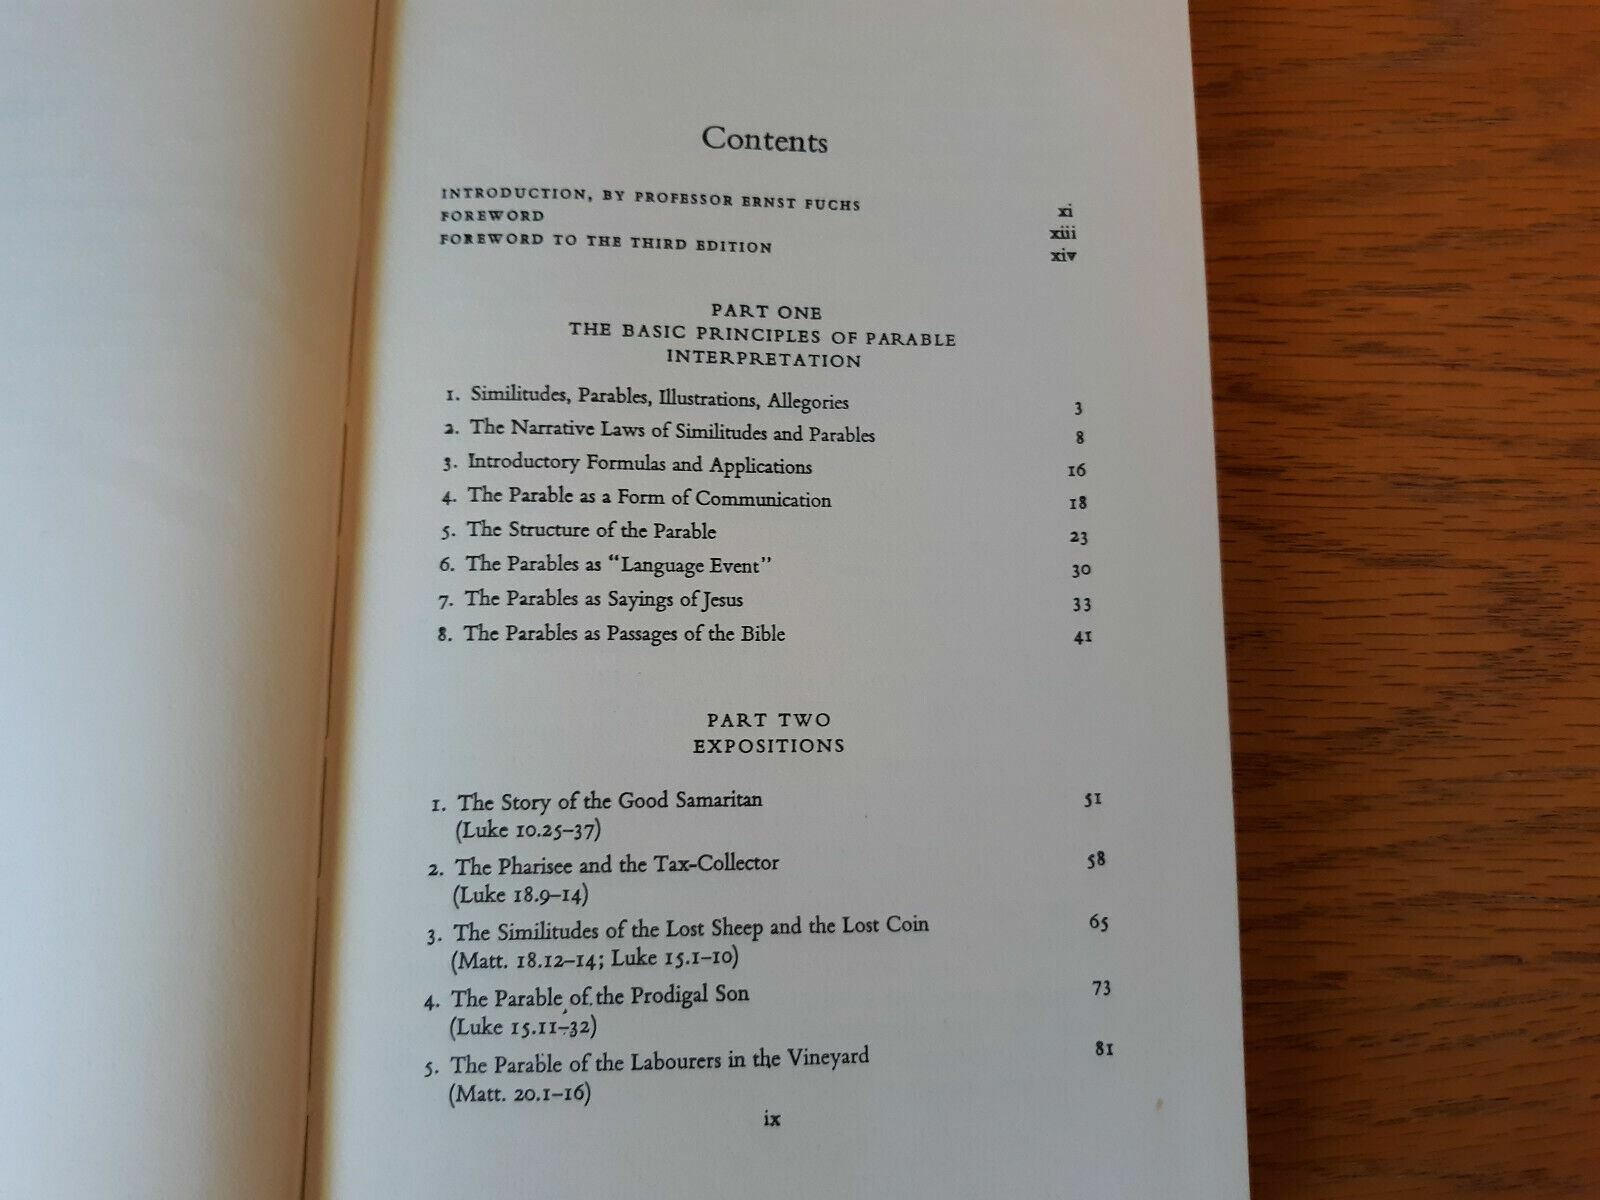 Contents
INTRODUCTION, BY PROFESSOR ERNST FUCHS xi
FOREWORD xiii
FOREWORD TO THE THIRD EDITION xiv
PART ONE
THE BASIC PRINCIPLES OF PARABLE
INTERPRETATION
1. Similitudes, Parables, Illustrations, Allegories 3
2. The Narrative Laws of Similitudes and Parables 8
3. Introductory Formulas and Applications 16
4. The Parable as a Form of Communication 18
5. The Structure of the Parable 23
6. The Parables as “Language Event” 30
7. The Parables as Sayings of Jesus 33
8. The Parables as Passages of the Bible 41
PART TWO
EXPOSITIONS
1. The Story of the Good Samaritan 51
(Luke 10.25–37)
2. The Pharisee and the Tax-Collector 58
(Luke 18.9–14)
3. The Similitudes of the Lost Sheep and the Lost Coin 65
(Matt. 18.12–14; Luke 15.1–10)
4. The Parable of the Prodigal Son 73
(Luke 15.11–32)
5. The Parable of the Labourers in the Vineyard 81
(Matt. 20.1–16)
ix